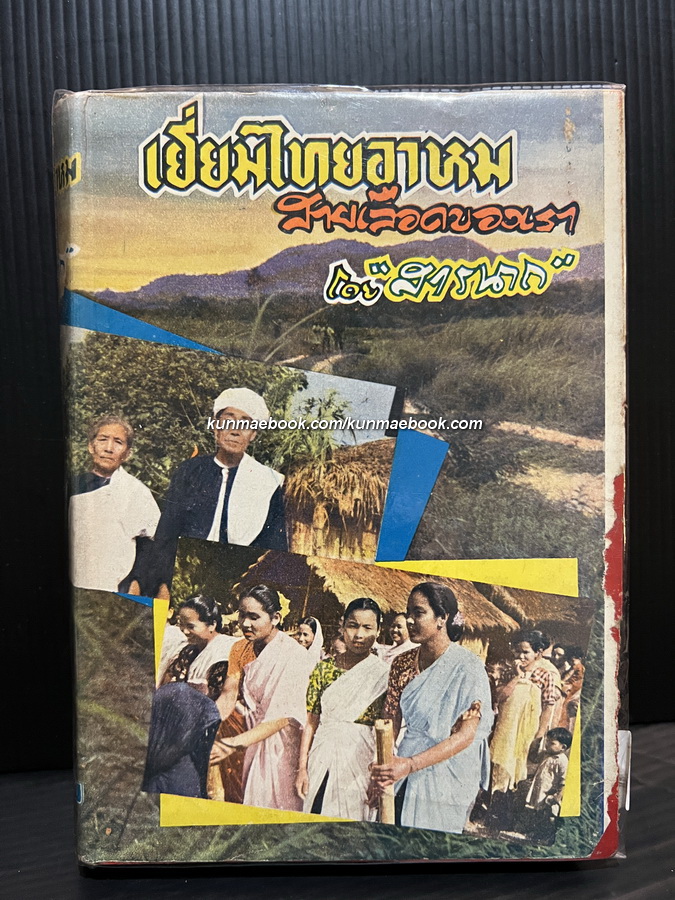 เยี่ยมไทยอาหม
สายเลือดของเรา
โดย "สารนาถ"
kunmaebook.com/kunmaebook.com